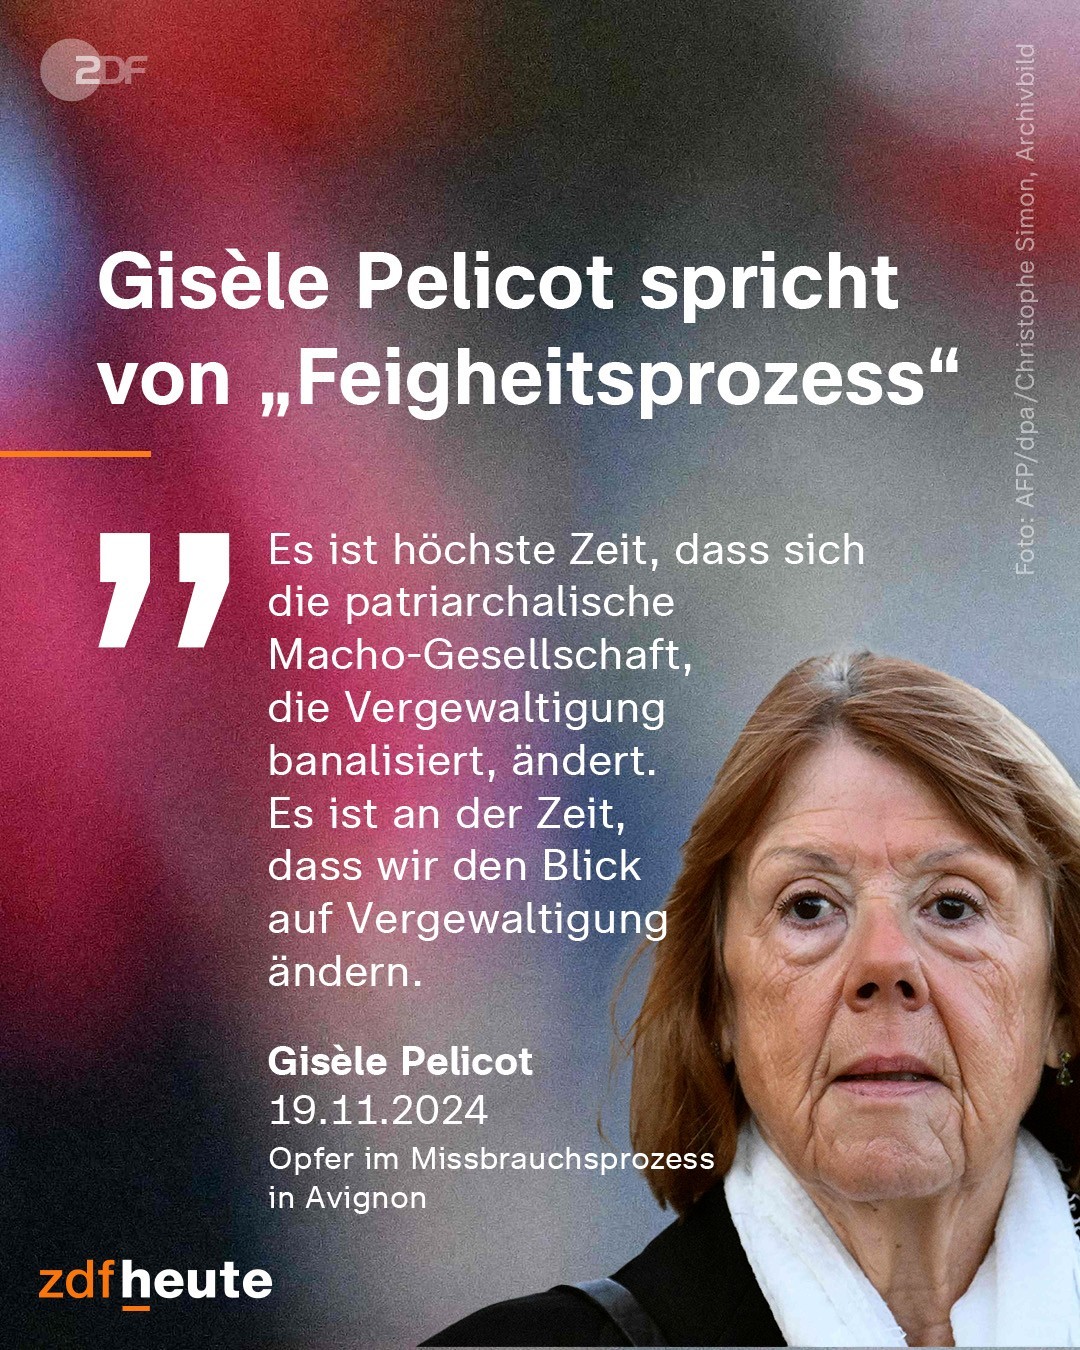 ZDF
Foto: AFP/dpa/Christophe Simon, Archivbild
Gisèle Pelicot spricht
von „Feigheitsprozess“
”
Es ist höchste Zeit, dass sich
die patriarchalische
Macho-Gesellschaft,
die Vergewaltigung
banalisiert, ändert.
Es ist an der Zeit,
dass wir den Blick
auf Vergewaltigung
ändern.
Gisèle Pelicot
19.11.2024
Opfer im Missbrauchsprozess
in Avignon
zdfheute